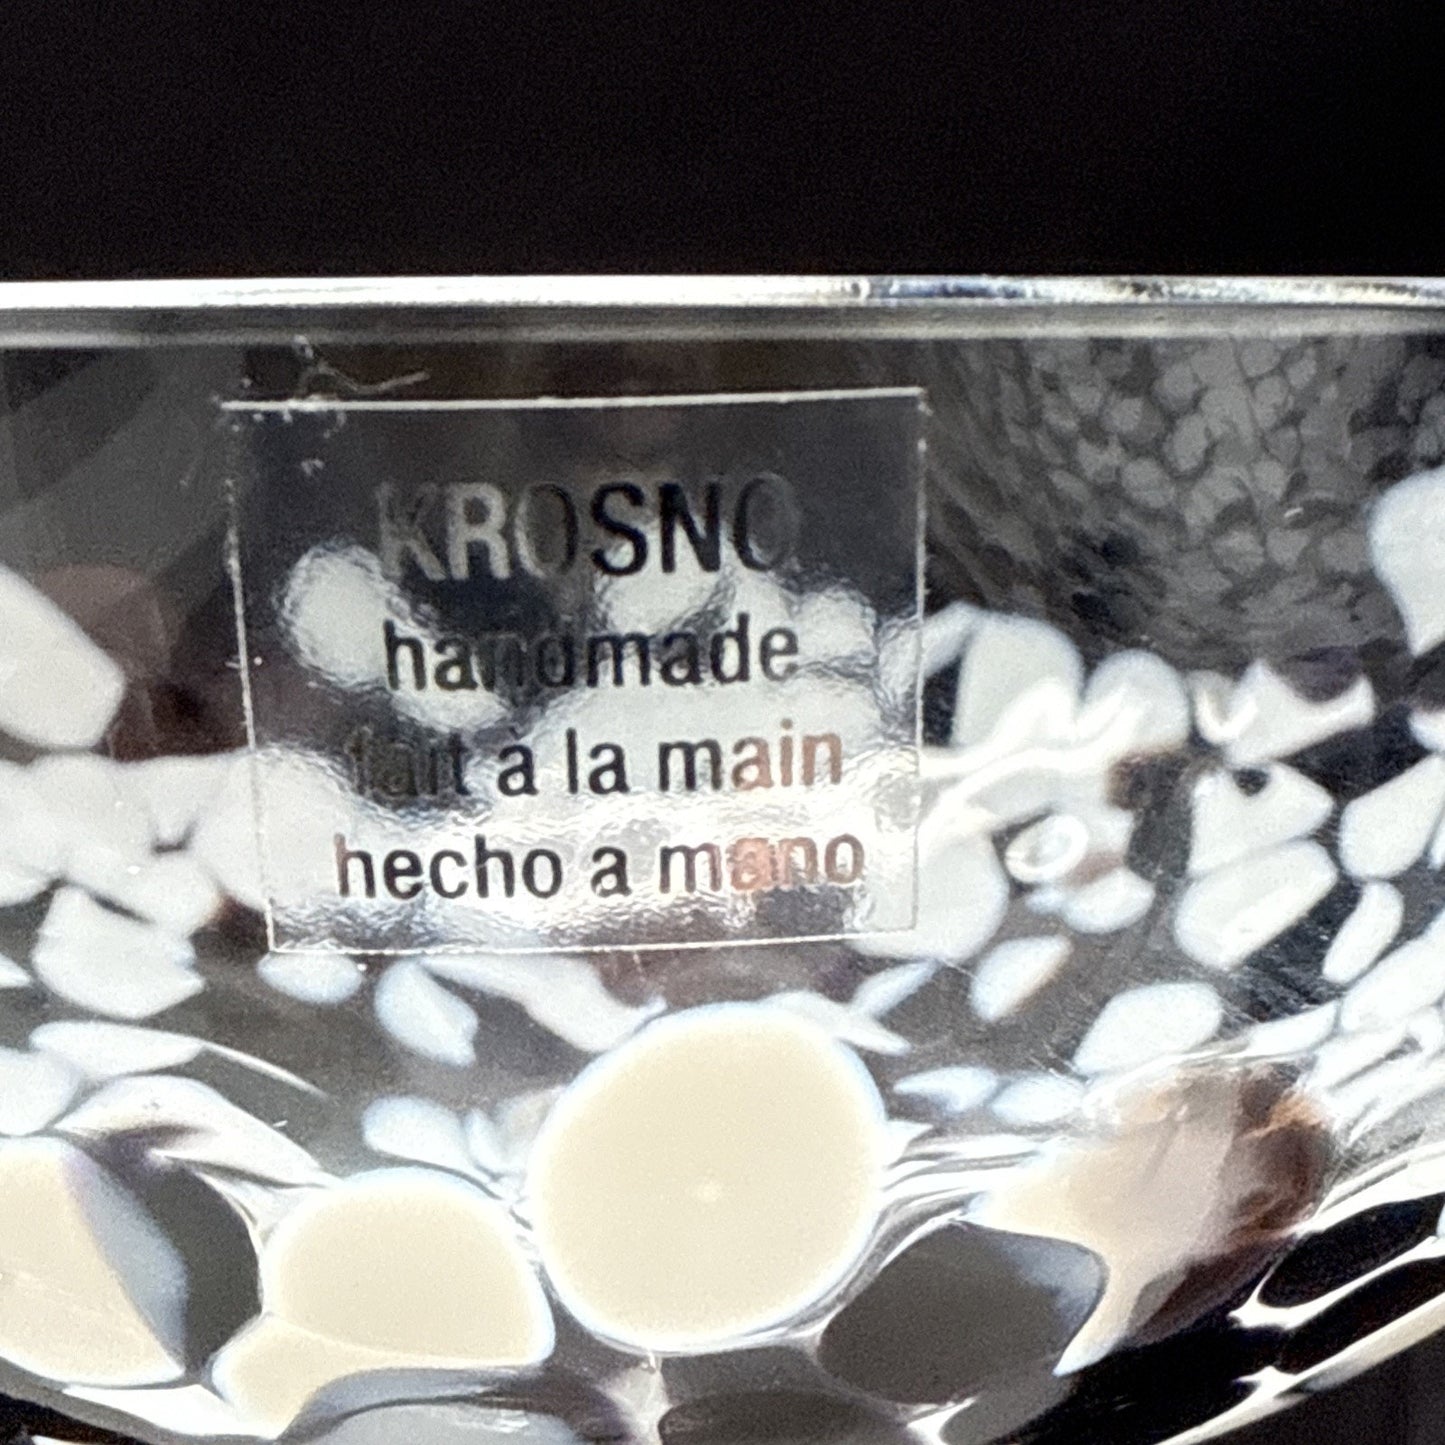 KROSNO
handmade
fait à la main
hecho a mano